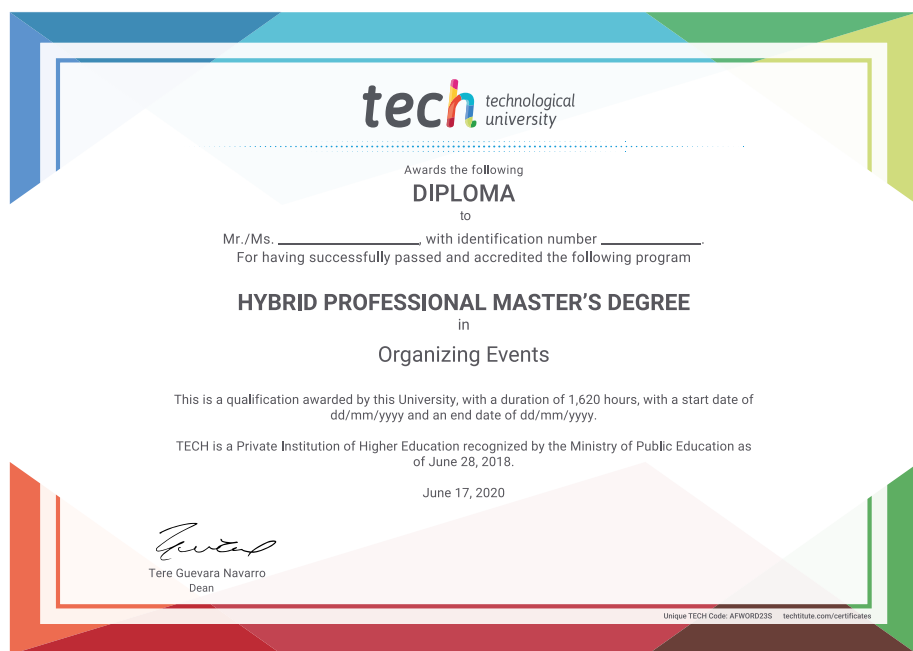 tech technological
university
Awards the following
DIPLOMA
to
Mr./Ms. ____________________, with identification number ______________.
For having successfully passed and accredited the following program
HYBRID PROFESSIONAL MASTER'S DEGREE
in
Organizing Events
This is a qualification awarded by this University, with a duration of 1,620 hours, with a start date of
dd/mm/yyyy and an end date of dd/mm/yyyy.
TECH is a Private Institution of Higher Education recognized by the Ministry of Public Education as
of June 28, 2018.
June 17, 2020
Tere Guevara Navarro
Dean
Unique TECH Code: AFWORD23S techtitute.com/certificates